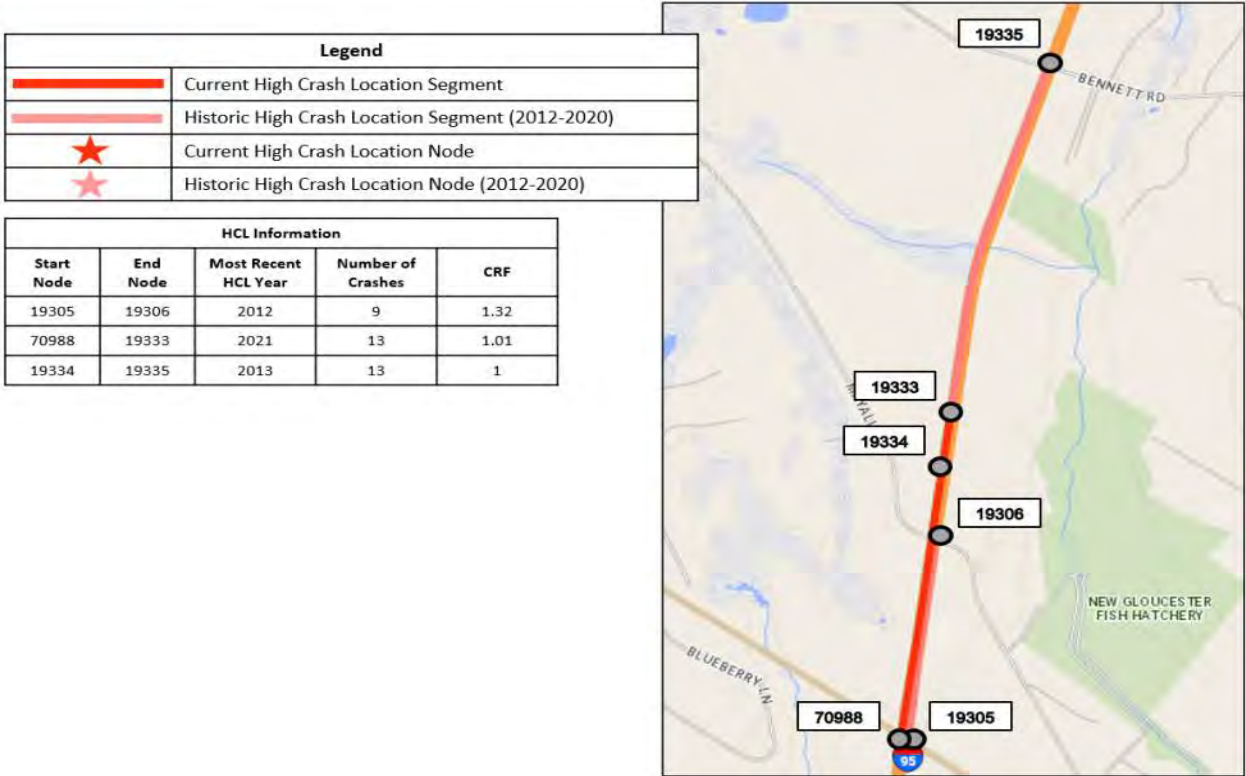 Legend
Current High Crash Location Segment
Historic High Crash Location Segment (2012-2020)
Current High Crash Location Node
Historic High Crash Location Node (2012-2020)
HCL Information
Start Node End Node Most Recent HCL Year Number of Crashes CRF
19305 19306 2012 9 1.32
70988 19333 2021 13 1.01
19334 19335 2013 13 1
19335
BENNETT RD
19333
19334
19306
NEW GLOUCESTER
FISH HATCHERY
BLUEBERRY LN
70988
19305
95